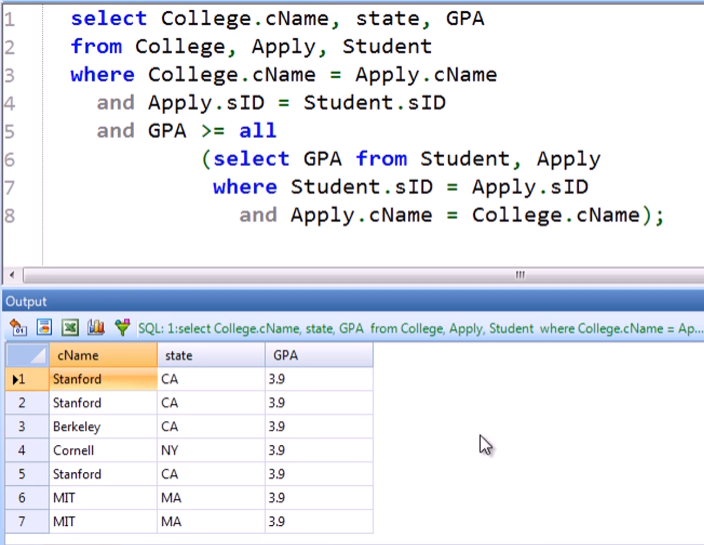 1 select College.cName, state, GPA
2 from College, Apply, Student
3 where College.cName = Apply.cName
4 and Apply.sID = Student.sID
5 and GPA >= all
6 (select GPA from Student, Apply
7 where Student.sID = Apply.sID
8 and Apply.cName = College.cName);
Output
SQL: 1:select College.cName, state, GPA from College, Apply, Student where College.cName = Ap...
cName state GPA
1 Stanford CA 3.9
2 Stanford CA 3.9
3 Berkeley CA 3.9
4 Cornell NY 3.9
5 Stanford CA 3.9
6 MIT MA 3.9
7 MIT MA 3.9